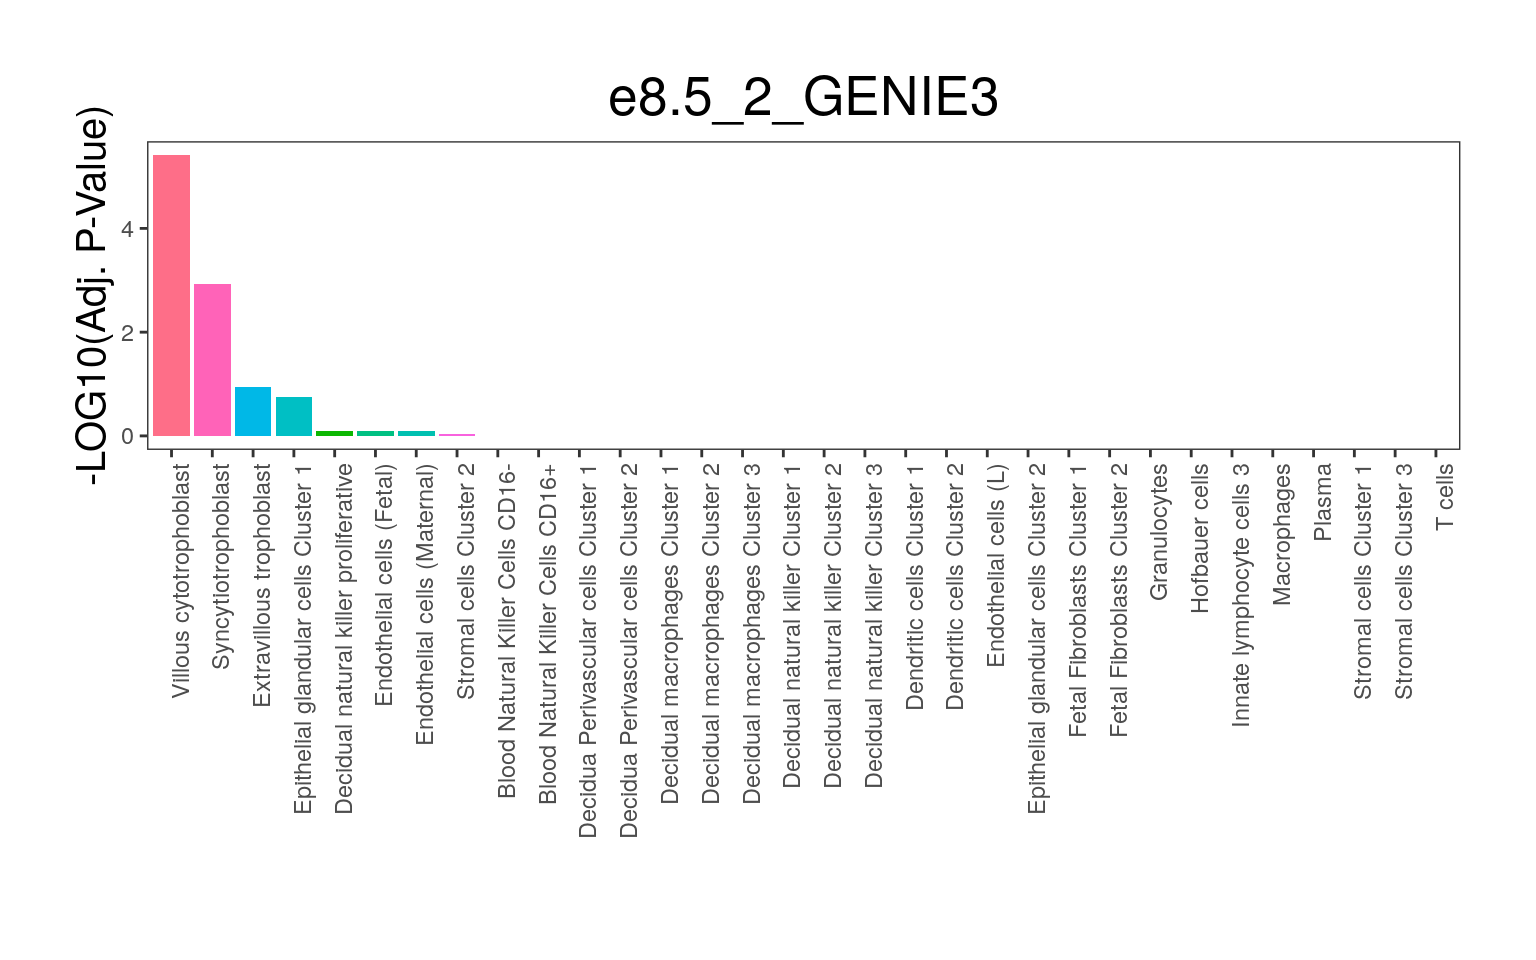 e8.5_2_GENIE3
-LOG10(Adj. P-Value)
4
2
0
Villous cytotrophoblast
Syncytiotrophoblast
Extravillous trophoblast
Epithelial glandular cells Cluster 1
Decidual natural killer proliferative
Endothelial cells (Fetal)
Endothelial cells (Maternal)
Stromal cells Cluster 2
Blood Natural Killer Cells CD16-
Blood Natural Killer Cells CD16+
Decidua Perivascular cells Cluster 1
Decidua Perivascular cells Cluster 2
Decidual macrophages Cluster 1
Decidual macrophages Cluster 2
Decidual macrophages Cluster 3
Decidual natural killer Cluster 1
Decidual natural killer Cluster 2
Decidual natural killer Cluster 3
Dendritic cells Cluster 1
Dendritic cells Cluster 2
Endothelial cells (L)
Epithelial glandular cells Cluster 2
Fetal Fibroblasts Cluster 1
Fetal Fibroblasts Cluster 2
Granulocytes
Hofbauer cells
Innate lymphocyte cells 3
Macrophages
Plasma
Stromal cells Cluster 1
Stromal cells Cluster 3
T cells